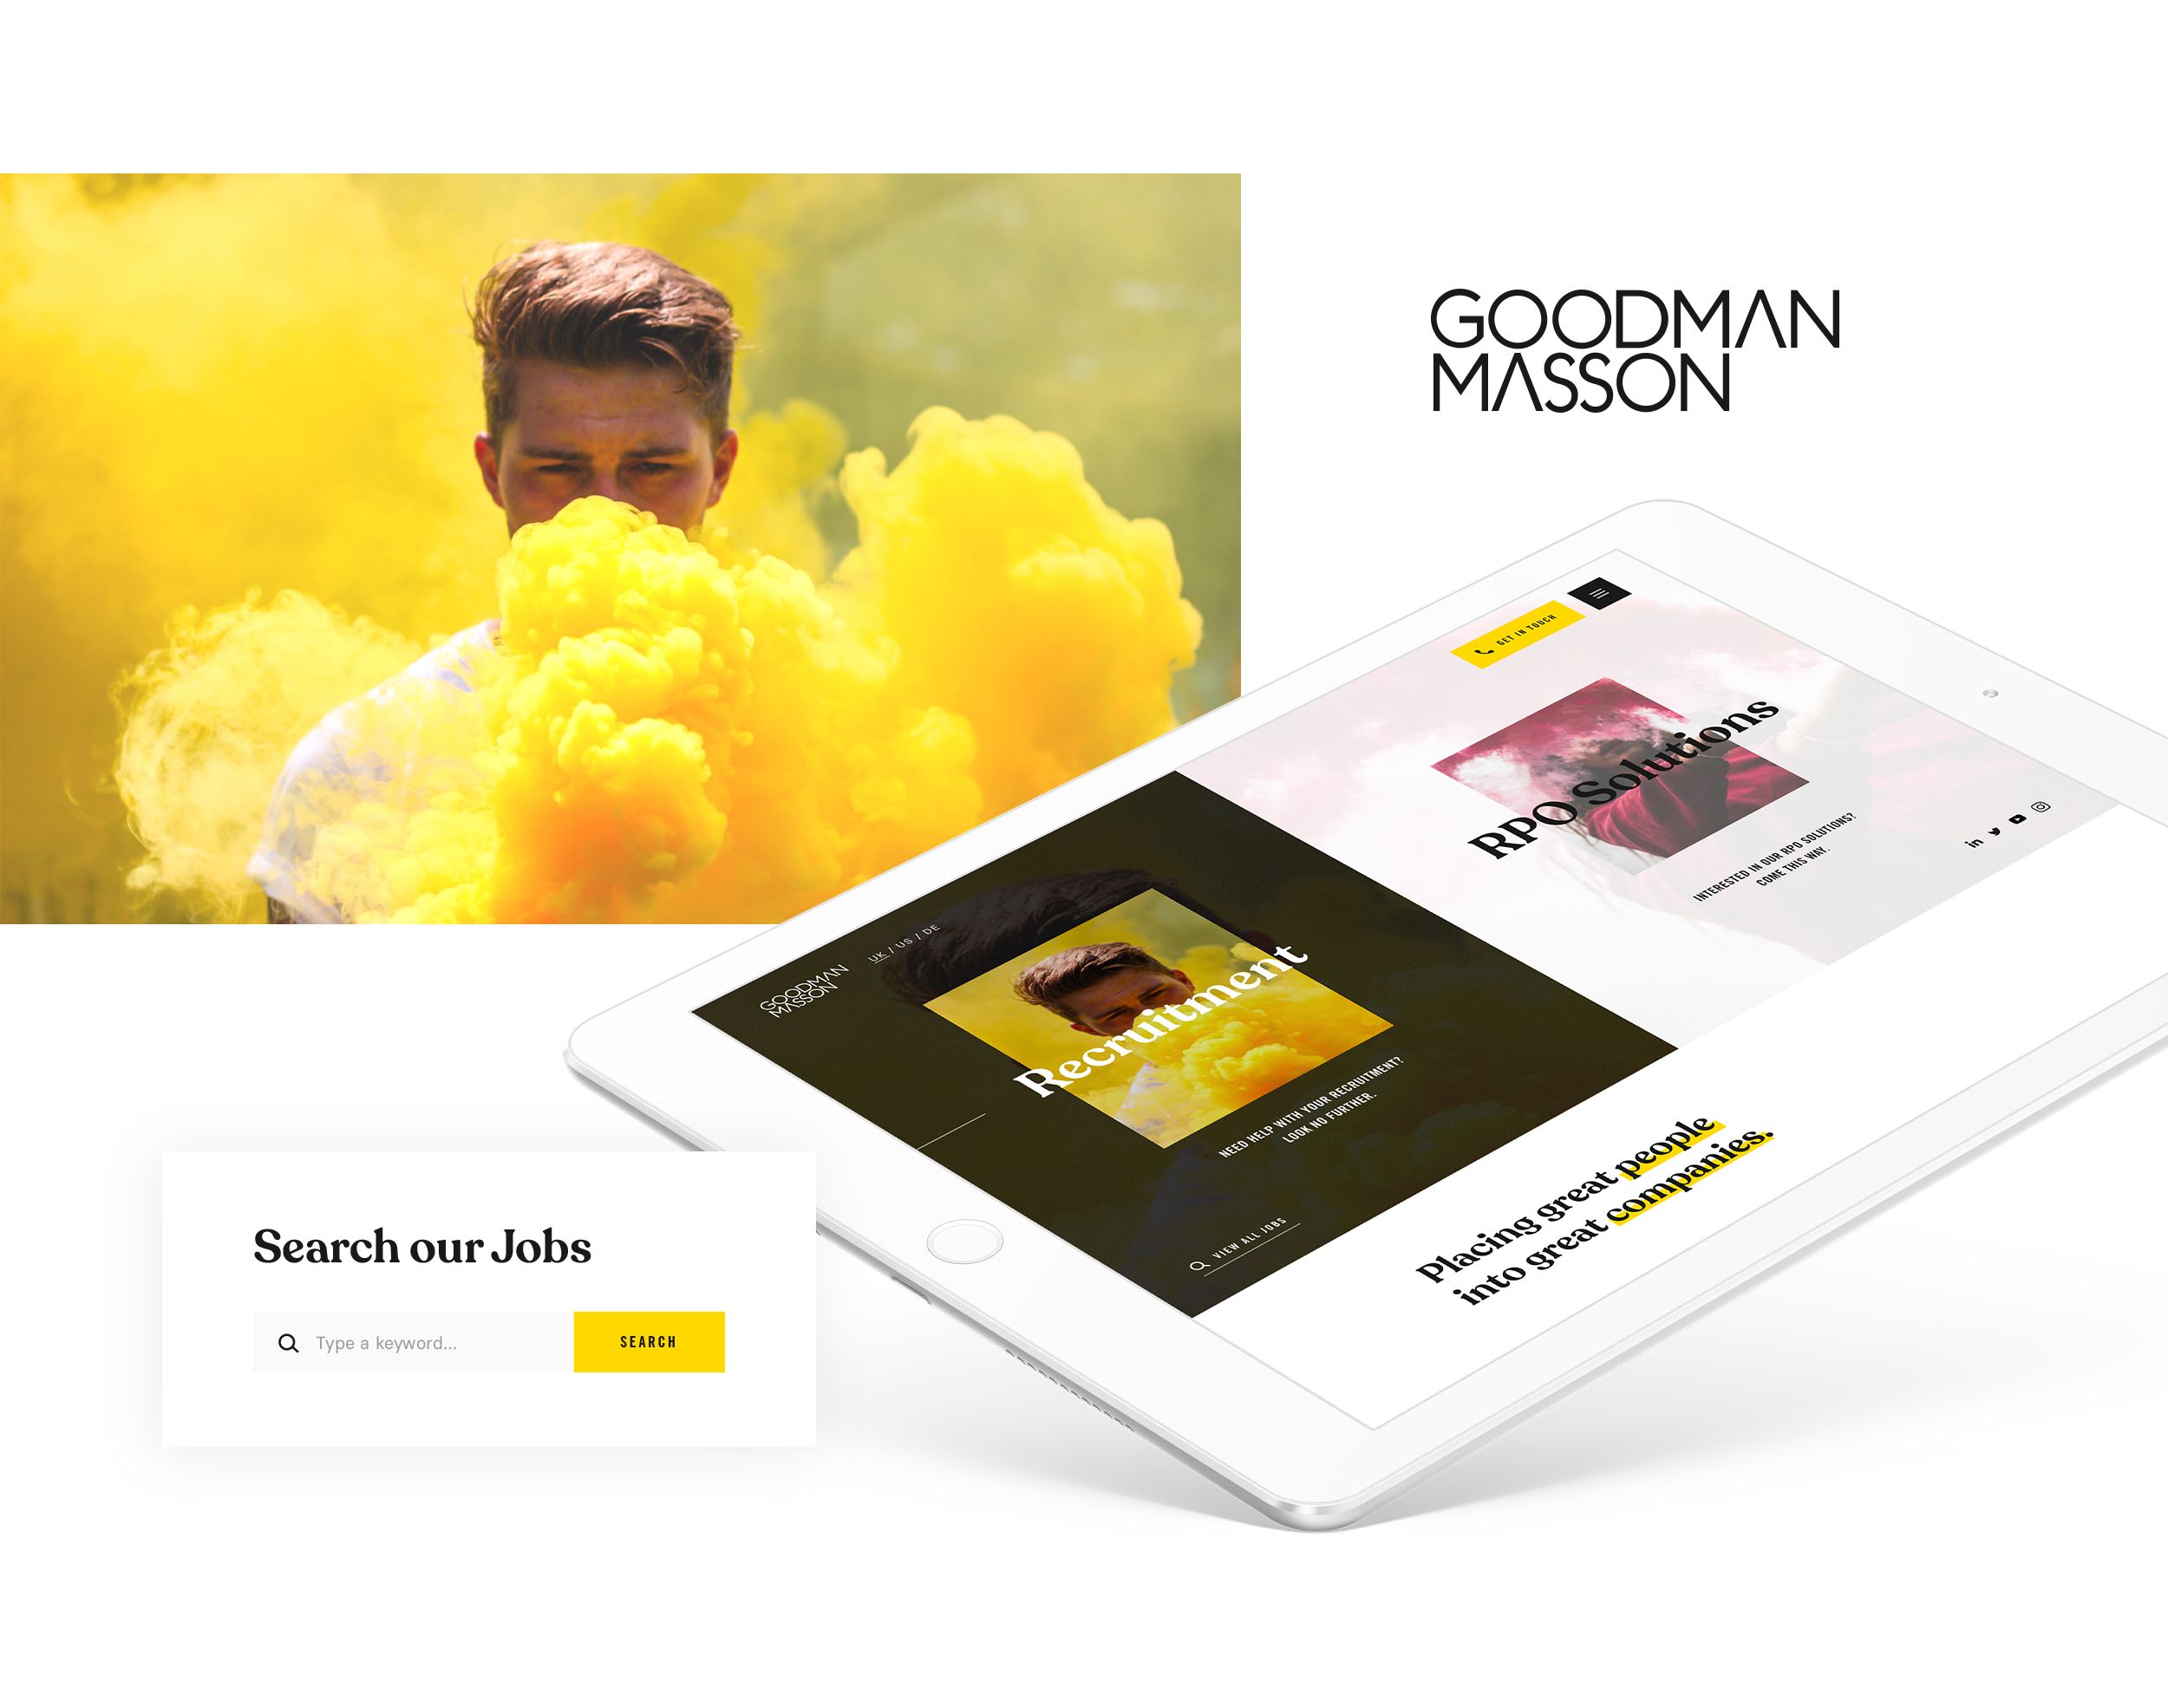 GOODMAN
MASSON
GET IN TOUCH
RPO Solutions
INTERESTED IN OUR RPO SOLUTIONS?
COME THIS WAY.
in
GOODMAN
MASSON
UK / US / DE
Recruitment
NEED HELP WITH YOUR RECRUITMENT?
LOOK NO FURTHER.
VIEW ALL JOBS
Placing great people
into great companies.
Search our Jobs
Type a keyword...
SEARCH